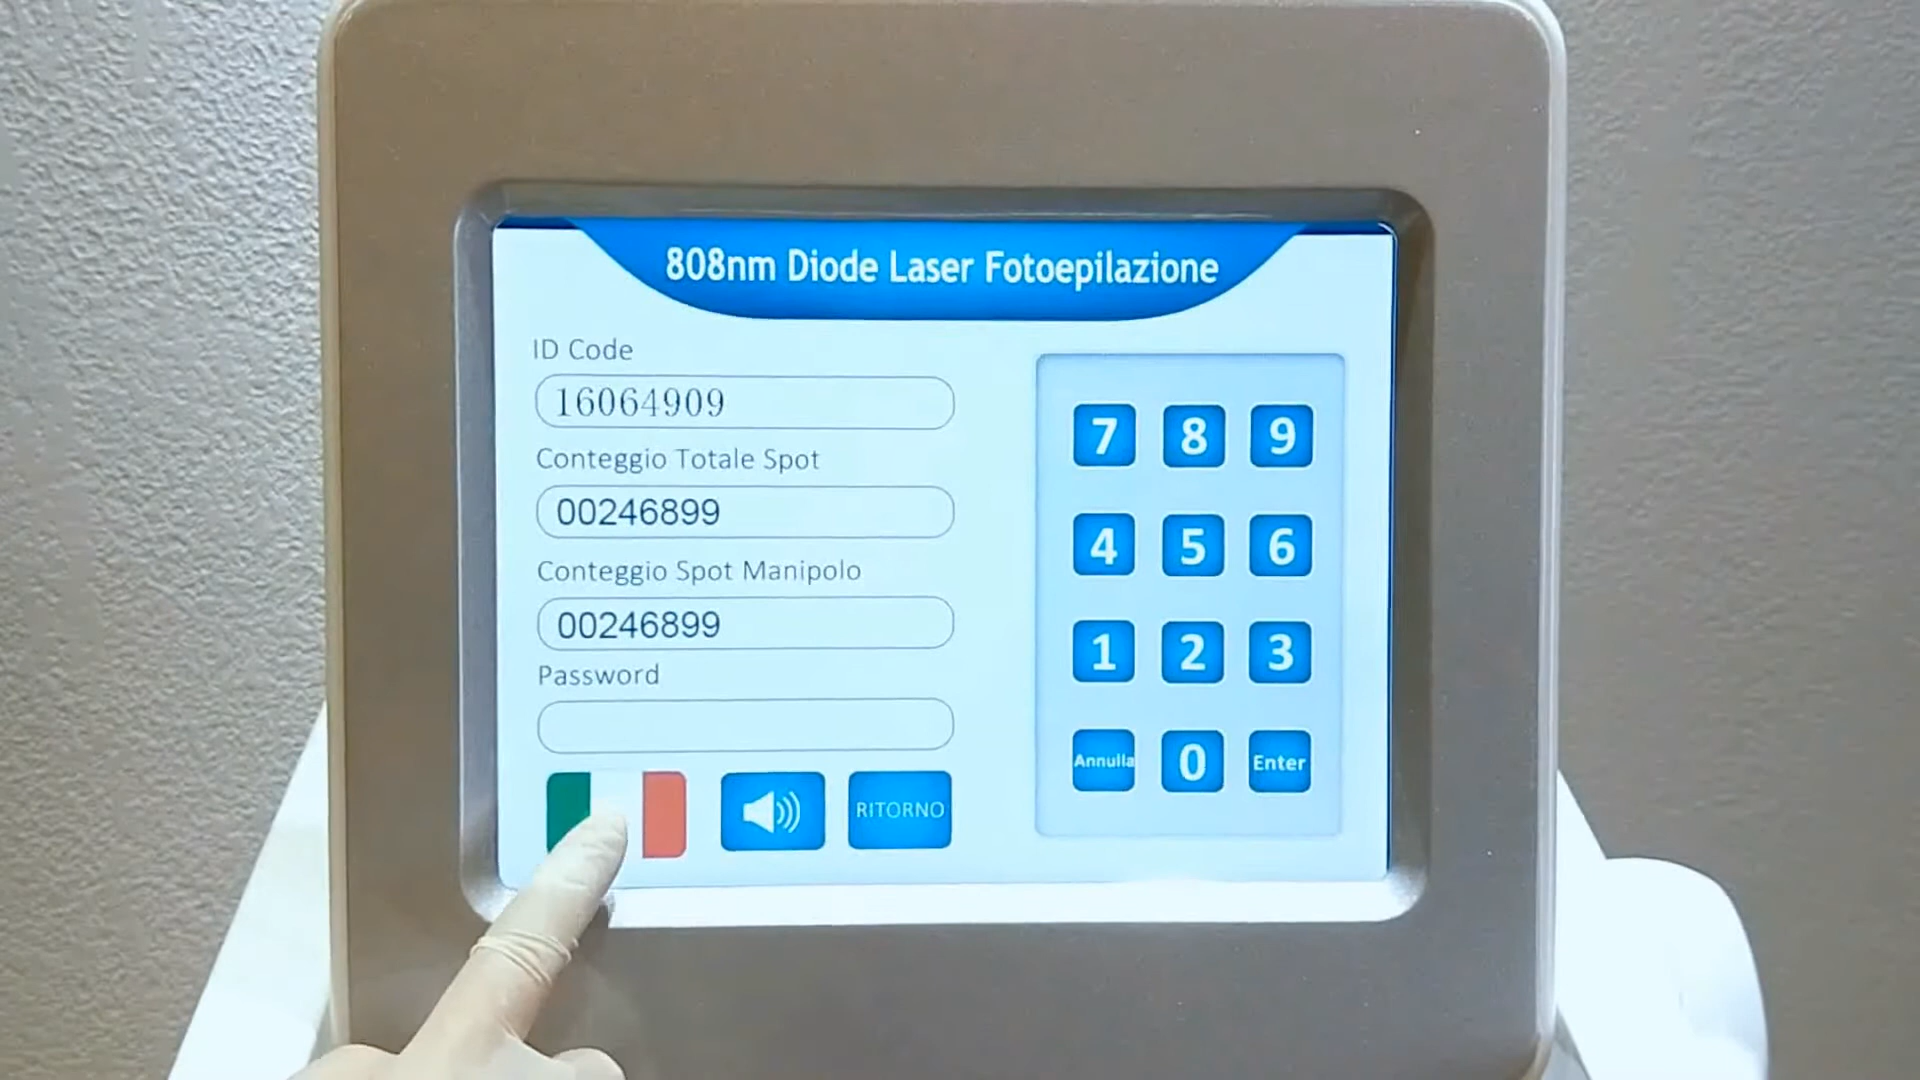 808nm Diode Laser Fotoepilazione
ID Code
16064909
Conteggio Totale Spot
00246899
Conteggio Spot Manipolo
00246899
Password
RITORNO
7 8 9
4 5 6
1 2 3
Annulla 0 Enter